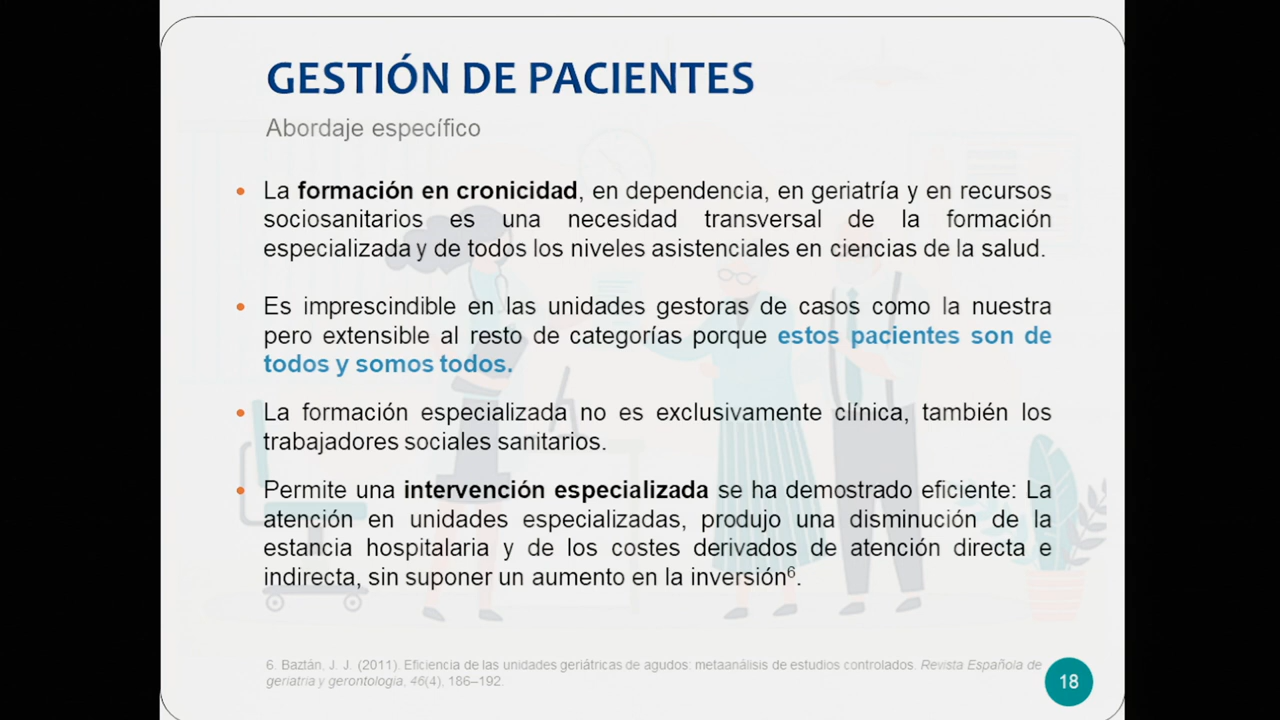 GESTIÓN DE PACIENTES
Abordaje específico
La formación en cronicidad, en dependencia, en geriatría y en recursos
sociosanitarios es una necesidad transversal de la formación
especializada y de todos los niveles asistenciales en ciencias de la salud.
Es imprescindible en las unidades gestoras de casos como la nuestra
pero extensible al resto de categorías porque estos pacientes son de
todos y somos todos.
La formación especializada no es exclusivamente clínica, también los
trabajadores sociales sanitarios.
Permite una intervención especializada se ha demostrado eficiente: La
atención en unidades especializadas, produjo una disminución de la
estancia hospitalaria y de los costes derivados de atención directa e
indirecta, sin suponer un aumento en la inversión⁶.
6. Baztán, J. J. (2011). Eficiencia de las unidades geriátricas de agudos: metaanálisis de estudios controlados. Revista Española de
geriatria y gerontologia, 46(4), 186–192.
18